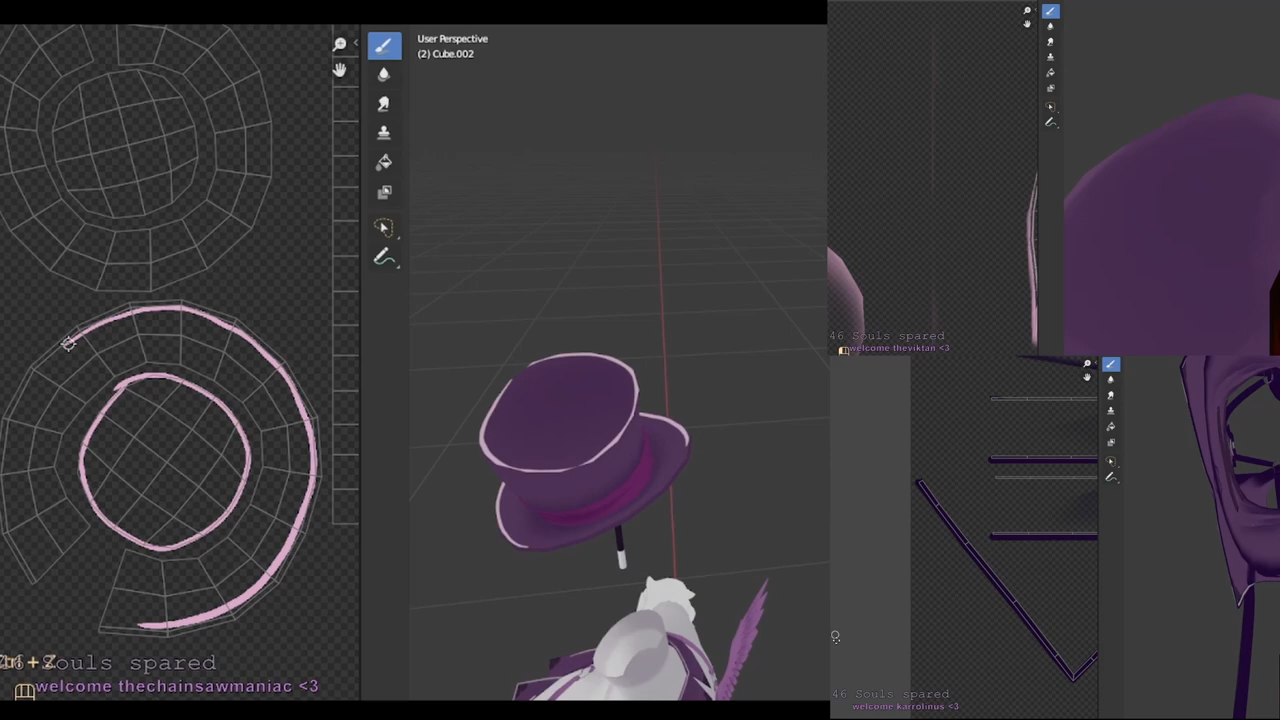 User Perspective
(2) Cube.002
46 Souls spared
welcome thechainsawmaniac <3
46 Souls spared
welcome theviktan <3
46 Souls spared
welcome karrolinus <3